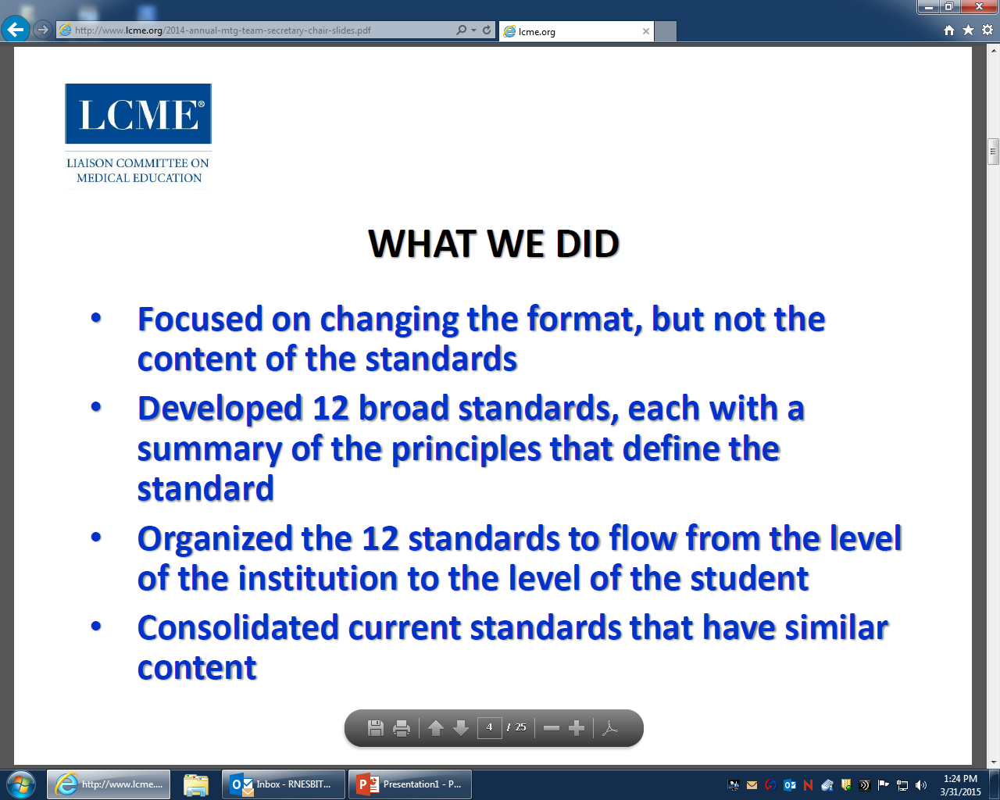 http://www.lcme.org/2014-annual-mtg-team-secretary-chair-slides.pdf
lcme.org
LCME®
LIAISON COMMITTEE ON
MEDICAL EDUCATION
WHAT WE DID
• Focused on changing the format, but not the
content of the standards
• Developed 12 broad standards, each with a
summary of the principles that define the
standard
• Organized the 12 standards to flow from the level
of the institution to the level of the student
• Consolidated current standards that have similar
content
4 / 25
http://www.lcme....
Inbox - RNESBIT...
Presentation1 - P...
1:24 PM
3/31/2015